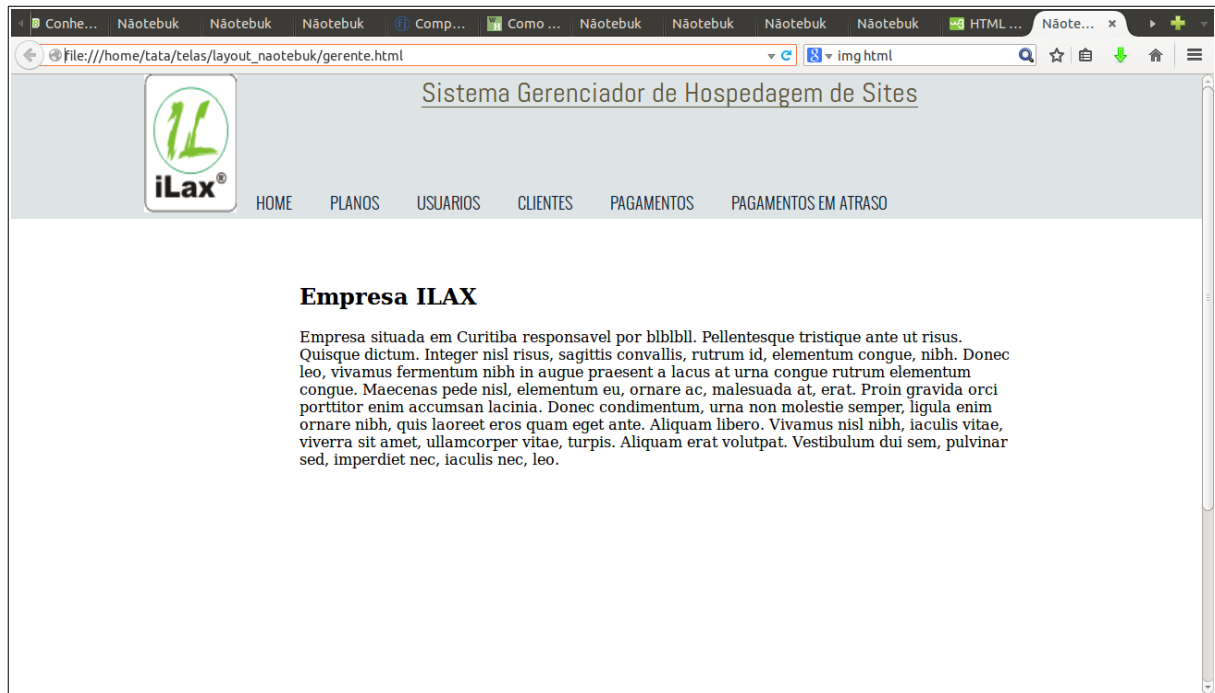 Conhe...
Nãotebuk
Nãotebuk
Nãotebuk
Comp...
Como ...
Nãotebuk
Nãotebuk
Nãotebuk
Nãotebuk
HTML ...
Nãote...
file:///home/tata/telas/layout_naotebuk/gerente.html
img html
Sistema Gerenciador de Hospedagem de Sites
iL
iLax®
HOME PLANOS USUARIOS CLIENTES PAGAMENTOS PAGAMENTOS EM ATRASO
Empresa ILAX
Empresa situada em Curitiba responsavel por blblbll. Pellentesque tristique ante ut risus.
Quisque dictum. Integer nisl risus, sagittis convallis, rutrum id, elementum congue, nibh. Donec
leo, vivamus fermentum nibh in augue praesent a lacus at urna congue rutrum elementum
congue. Maecenas pede nisl, elementum eu, ornare ac, malesuada at, erat. Proin gravida orci
porttitor enim accumsan lacinia. Donec condimentum, urna non molestie semper, ligula enim
ornare nibh, quis laoreet eros quam eget ante. Aliquam libero. Vivamus nisl nibh, iaculis vitae,
viverra sit amet, ullamcorper vitae, turpis. Aliquam erat volutpat. Vestibulum dui sem, pulvinar
sed, imperdiet nec, iaculis nec, leo.